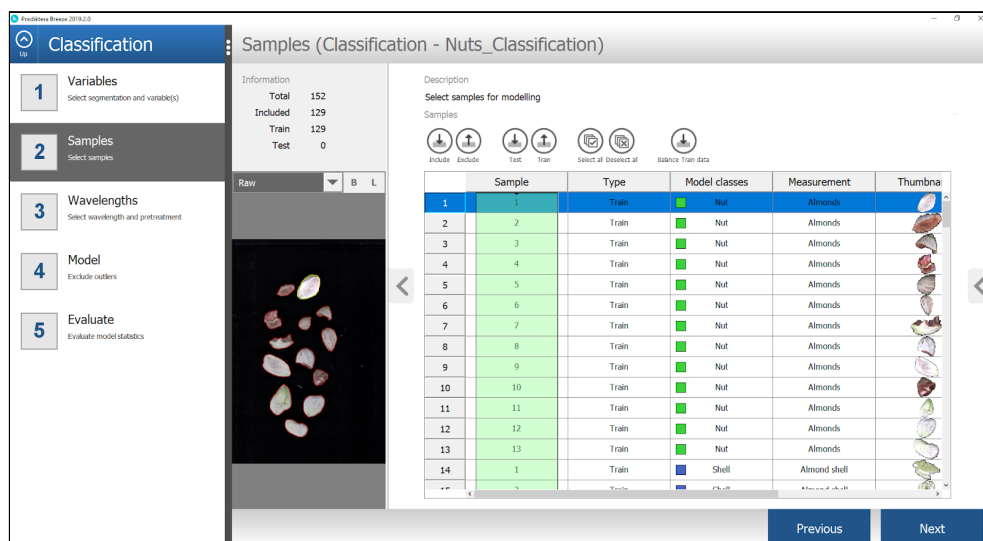 Prediktera Breeze 2019.2.0
Up
Classification
Samples (Classification - Nuts_Classification)
1
Variables
Select segmentation and variable(s)
2
Samples
Select samples
3
Wavelengths
Select wavelength and pretreatment
4
Model
Exclude outliers
5
Evaluate
Evaluate model statistics
Information
Total 152
Included 129
Train 129
Test 0
Raw B L
Description
Select samples for modelling
Samples
Include Exclude Test Train Select all Deselect all Balance Train data
Sample Type Model classes Measurement Thumbna
1 1 Train Nut Almonds
2 2 Train Nut Almonds
3 3 Train Nut Almonds
4 4 Train Nut Almonds
5 5 Train Nut Almonds
6 6 Train Nut Almonds
7 7 Train Nut Almonds
8 8 Train Nut Almonds
9 9 Train Nut Almonds
10 10 Train Nut Almonds
11 11 Train Nut Almonds
12 12 Train Nut Almonds
13 13 Train Nut Almonds
14 1 Train Shell Almond shell
15 2 Train Shell Almond shell
Previous Next